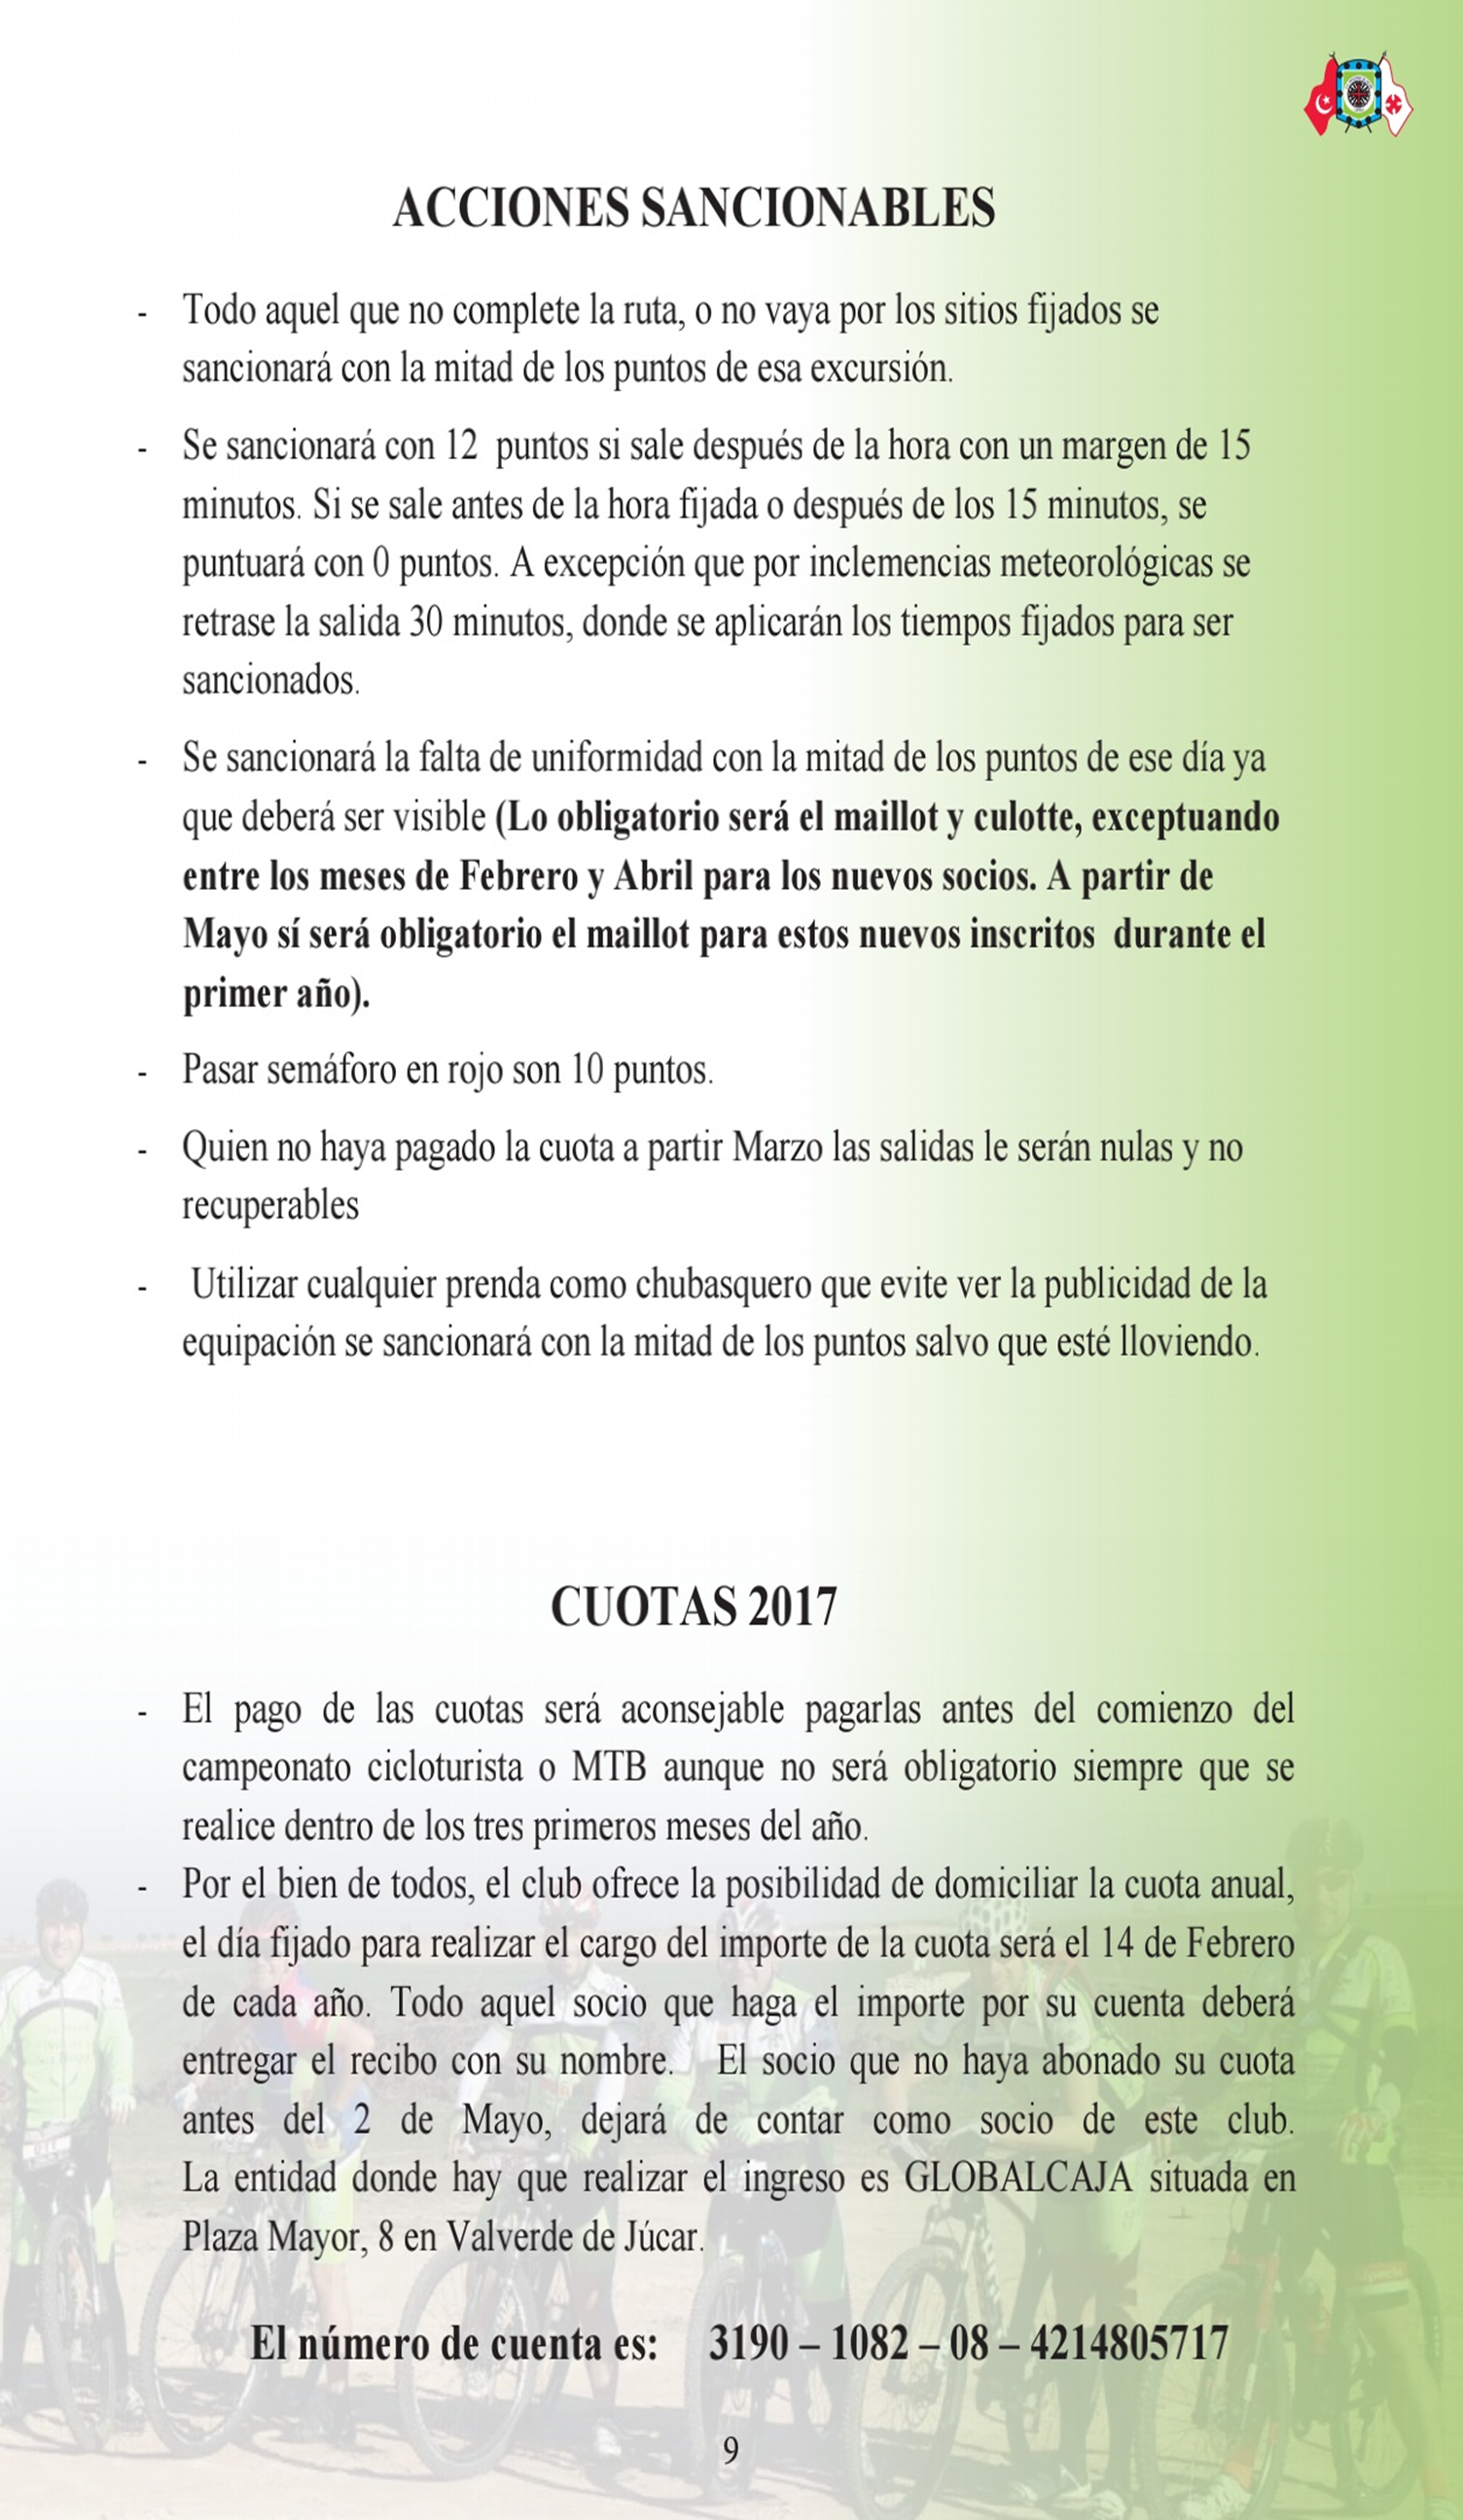 ACCIONES SANCIONABLES
- Todo aquel que no complete la ruta, o no vaya por los sitios fijados se
sancionará con la mitad de los puntos de esa excursión.
- Se sancionará con 12  puntos si sale después de la hora con un margen de 15
minutos. Si se sale antes de la hora fijada o después de los 15 minutos, se
puntuará con 0 puntos. A excepción que por inclemencias meteorológicas se
retrase la salida 30 minutos, donde se aplicarán los tiempos fijados para ser
sancionados.
- Se sancionará la falta de uniformidad con la mitad de los puntos de ese día ya
que deberá ser visible (Lo obligatorio será el maillot y culotte, exceptuando
entre los meses de Febrero y Abril para los nuevos socios. A partir de
Mayo sí será obligatorio el maillot para estos nuevos inscritos  durante el
primer año).
- Pasar semáforo en rojo son 10 puntos.
- Quien no haya pagado la cuota a partir Marzo las salidas le serán nulas y no
recuperables
- Utilizar cualquier prenda como chubasquero que evite ver la publicidad de la
equipación se sancionará con la mitad de los puntos salvo que esté lloviendo.
CUOTAS 2017
- El pago de las cuotas será aconsejable pagarlas antes del comienzo del
campeonato cicloturista o MTB aunque no será obligatorio siempre que se
realice dentro de los tres primeros meses del año.
- Por el bien de todos, el club ofrece la posibilidad de domiciliar la cuota anual,
el día fijado para realizar el cargo del importe de la cuota será el 14 de Febrero
de cada año. Todo aquel socio que haga el importe por su cuenta deberá
entregar el recibo con su nombre.   El socio que no haya abonado su cuota
antes del 2 de Mayo, dejará de contar como socio de este club.
La entidad donde hay que realizar el ingreso es GLOBALCAJA situada en
Plaza Mayor, 8 en Valverde de Júcar.
El número de cuenta es:    3190 – 1082 – 08 – 4214805717
9